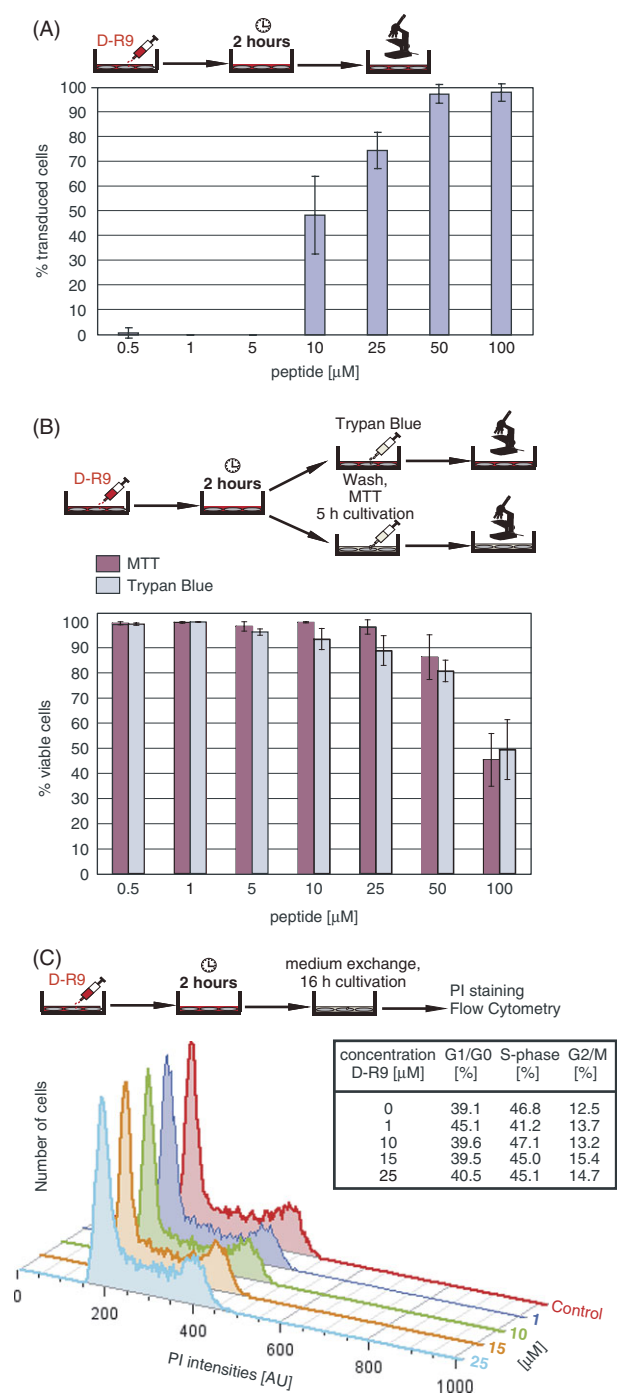 (A)
D-R9
2 hours
100
90
80
70
60
50
40
30
20
10
0
% transduced cells
0.5 1 5 10 25 50 100
peptide [μM]
(B)
D-R9
2 hours
Trypan Blue
Wash,
MTT
5 h cultivation
MTT
Trypan Blue
100
90
80
70
60
50
40
30
20
10
0
% viable cells
0.5 1 5 10 25 50 100
peptide [μM]
(C)
D-R9
2 hours
medium exchange,
16 h cultivation
PI staining
Flow Cytometry
concentration G1/G0 S-phase G2/M
D-R9 [μM] [%] [%] [%]
0 39.1 46.8 12.5
1 45.1 41.2 13.7
10 39.6 47.1 13.2
15 39.5 45.0 15.4
25 40.5 45.1 14.7
Number of cells
0 200 400 600 800 1000
PI intensities [AU]
Control
1
10
15
25
[μM]